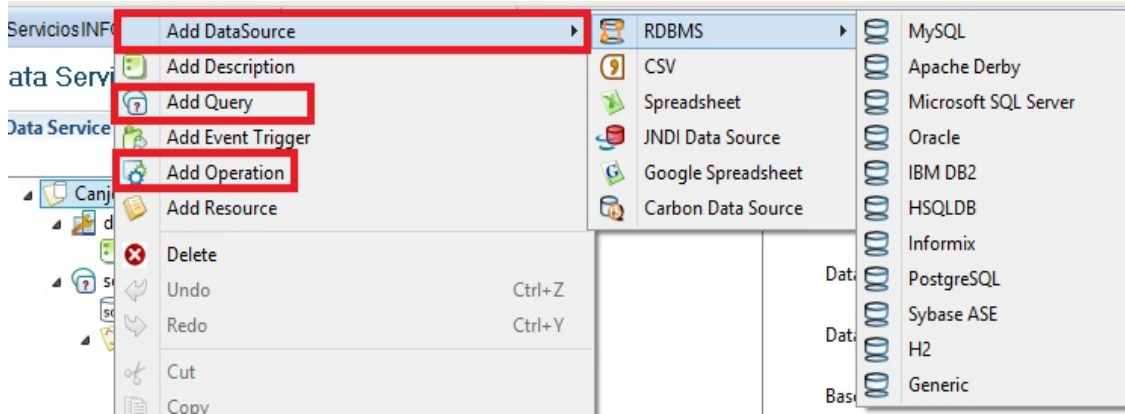 ServiciosINF
ata Servi
Data Service
Canj
d
s
Add DataSource
Add Description
Add Query
Add Event Trigger
Add Operation
Add Resource
Delete
Undo Ctrl+Z
Redo Ctrl+Y
Cut
Copy
RDBMS
CSV
Spreadsheet
JNDI Data Source
Google Spreadsheet
Carbon Data Source
MySQL
Apache Derby
Microsoft SQL Server
Oracle
IBM DB2
HSQLDB
Informix
PostgreSQL
Sybase ASE
H2
Generic
Data
Data
Bas